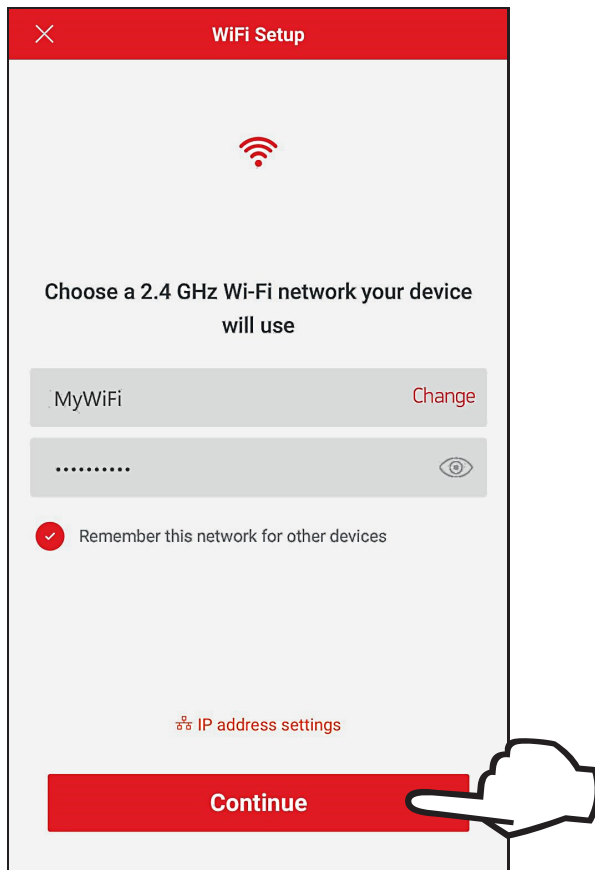 WiFi Setup
Choose a 2.4 GHz Wi-Fi network your device
will use
MyWiFi Change
••••••••••
Remember this network for other devices
IP address settings
Continue